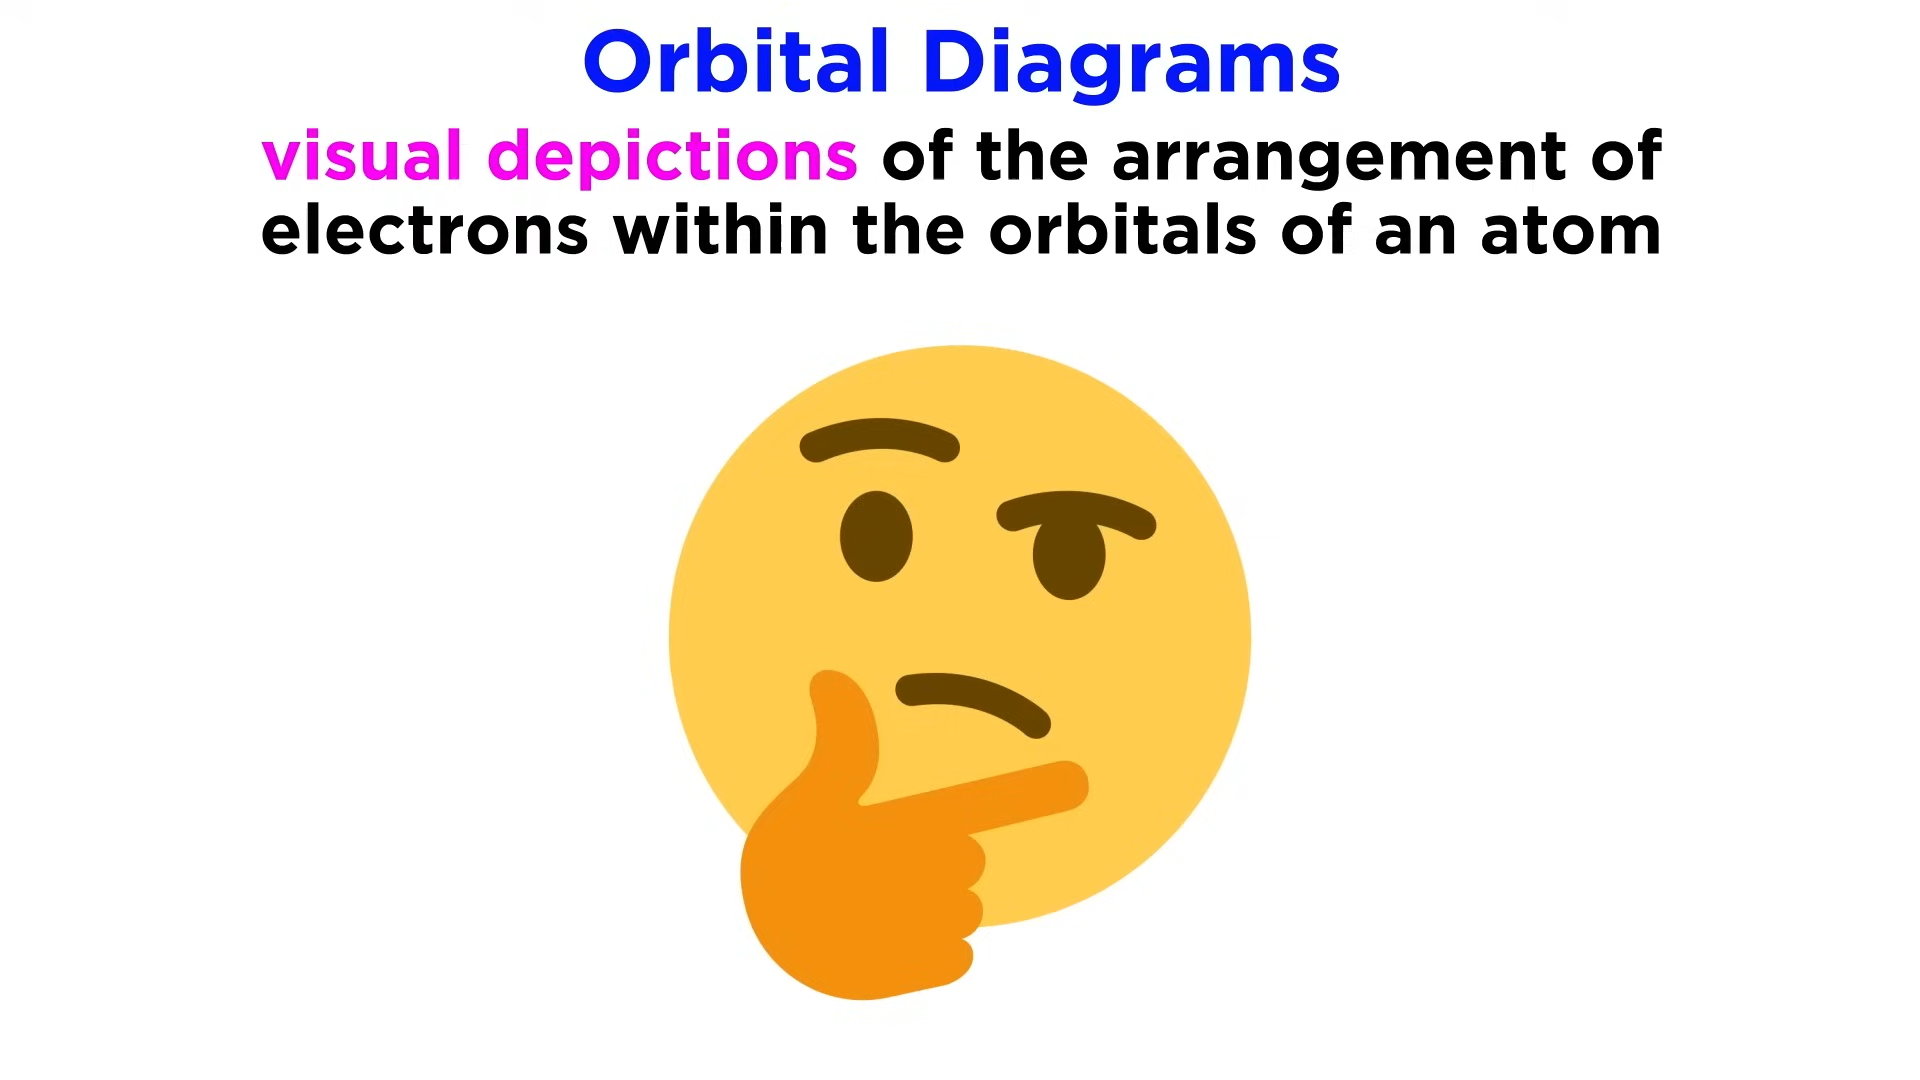 Orbital Diagrams
visual depictions of the arrangement of
electrons within the orbitals of an atom